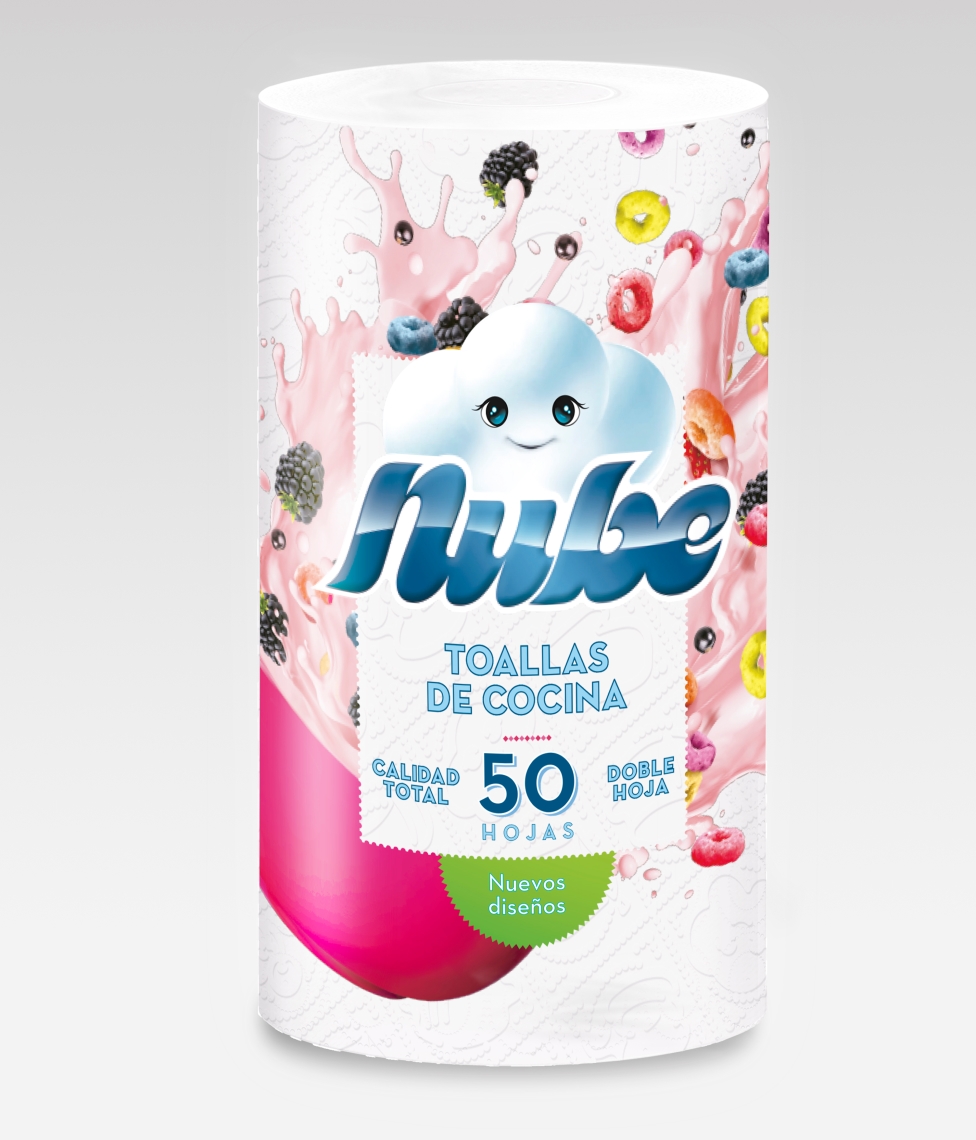 Nube
TOALLAS
DE COCINA
CALIDAD
TOTAL
50
HOJAS
DOBLE
HOJA
Nuevos
diseños